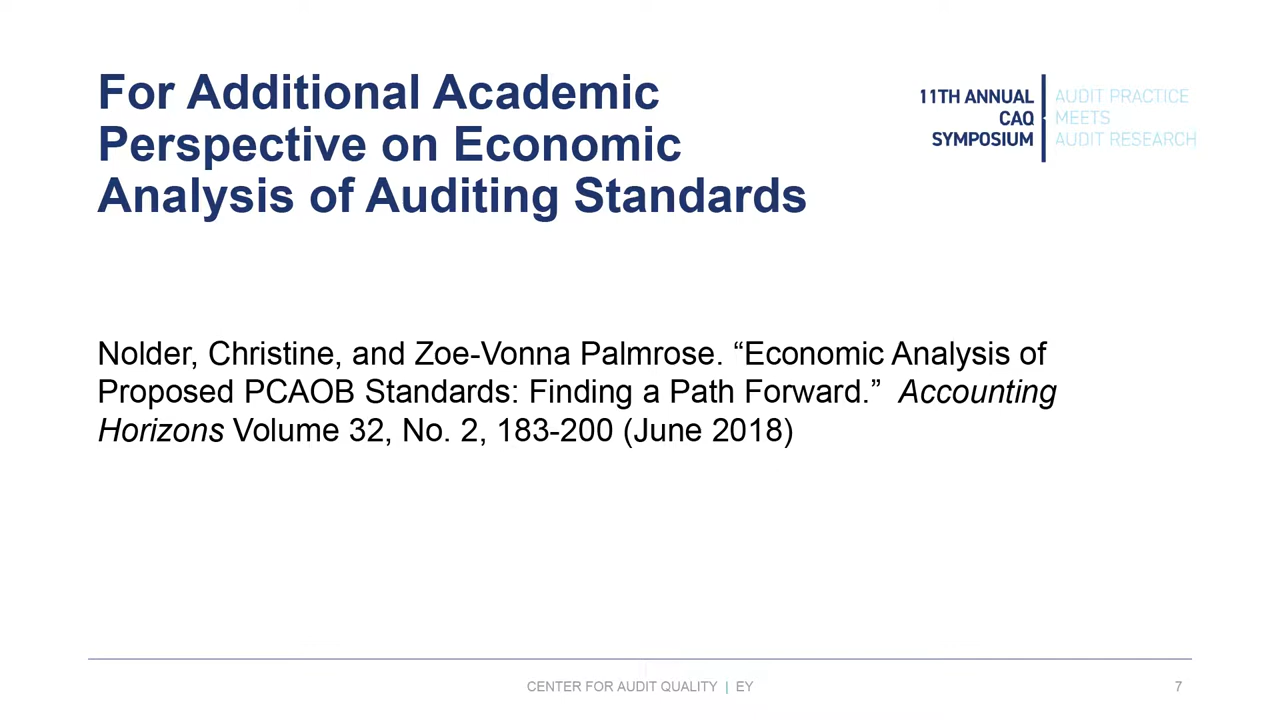 For Additional Academic
Perspective on Economic
Analysis of Auditing Standards
11TH ANNUAL
CAQ
SYMPOSIUM
AUDIT PRACTICE
MEETS
AUDIT RESEARCH
Nolder, Christine, and Zoe-Vonna Palmrose. “Economic Analysis of
Proposed PCAOB Standards: Finding a Path Forward.” Accounting
Horizons Volume 32, No. 2, 183-200 (June 2018)
CENTER FOR AUDIT QUALITY | EY
7